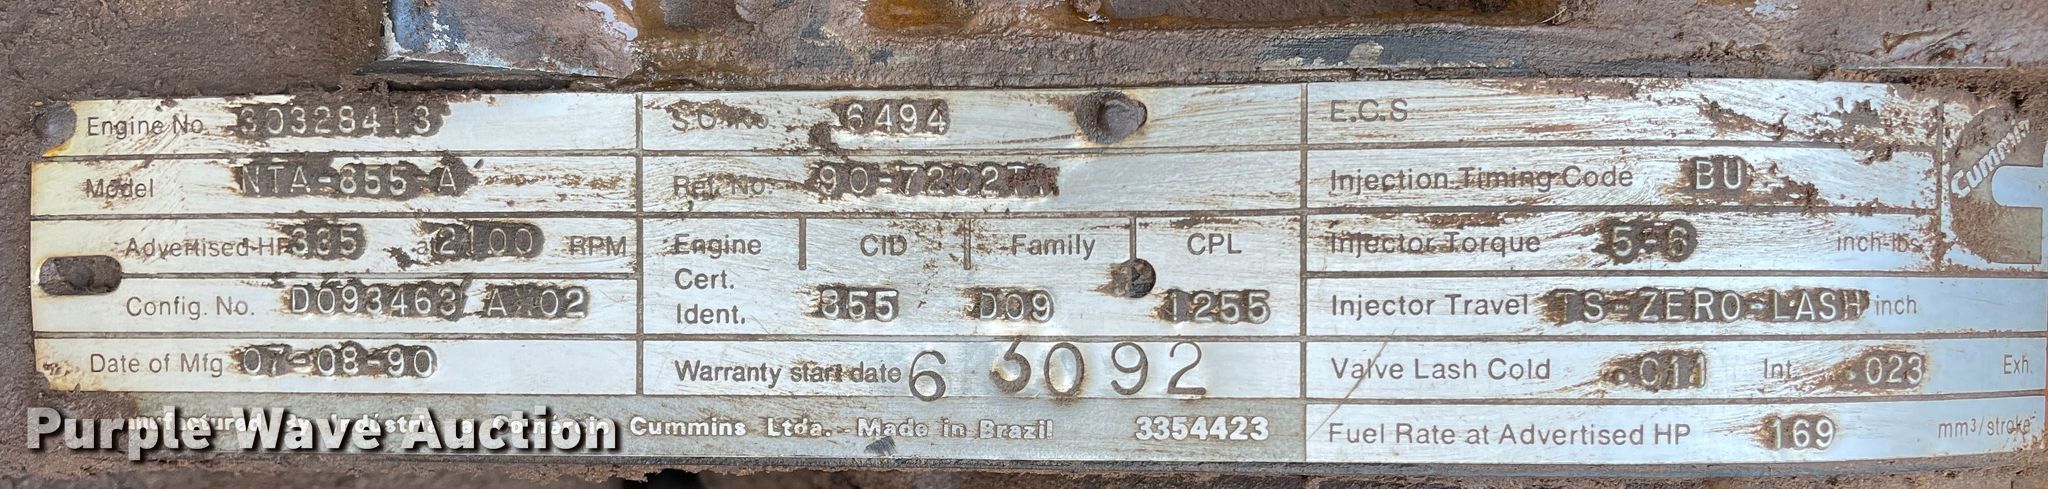 Engine No. 30328413
Model NTA-855-A
Advertised HP 335 at 2100 RPM
Config. No. D093463 A X02
Date of Mfg 07-08-90
S.O. No. 6494
Ref. No. 90-7202
Engine Cert. Ident. CID Family CPL
855 D09 1255
Warranty start date 6 30 92
E.C.S
Injection Timing Code BU
Injector Torque 5-6 inch-lbs
Injector Travel TS-ZERO-LASH inch
Valve Lash Cold .011 Int. .023 Exh.
Fuel Rate at Advertised HP 169 mm³/stroke
Cummins Ltda. - Made in Brazil 3354423
Cummins
Purple Wave Auction